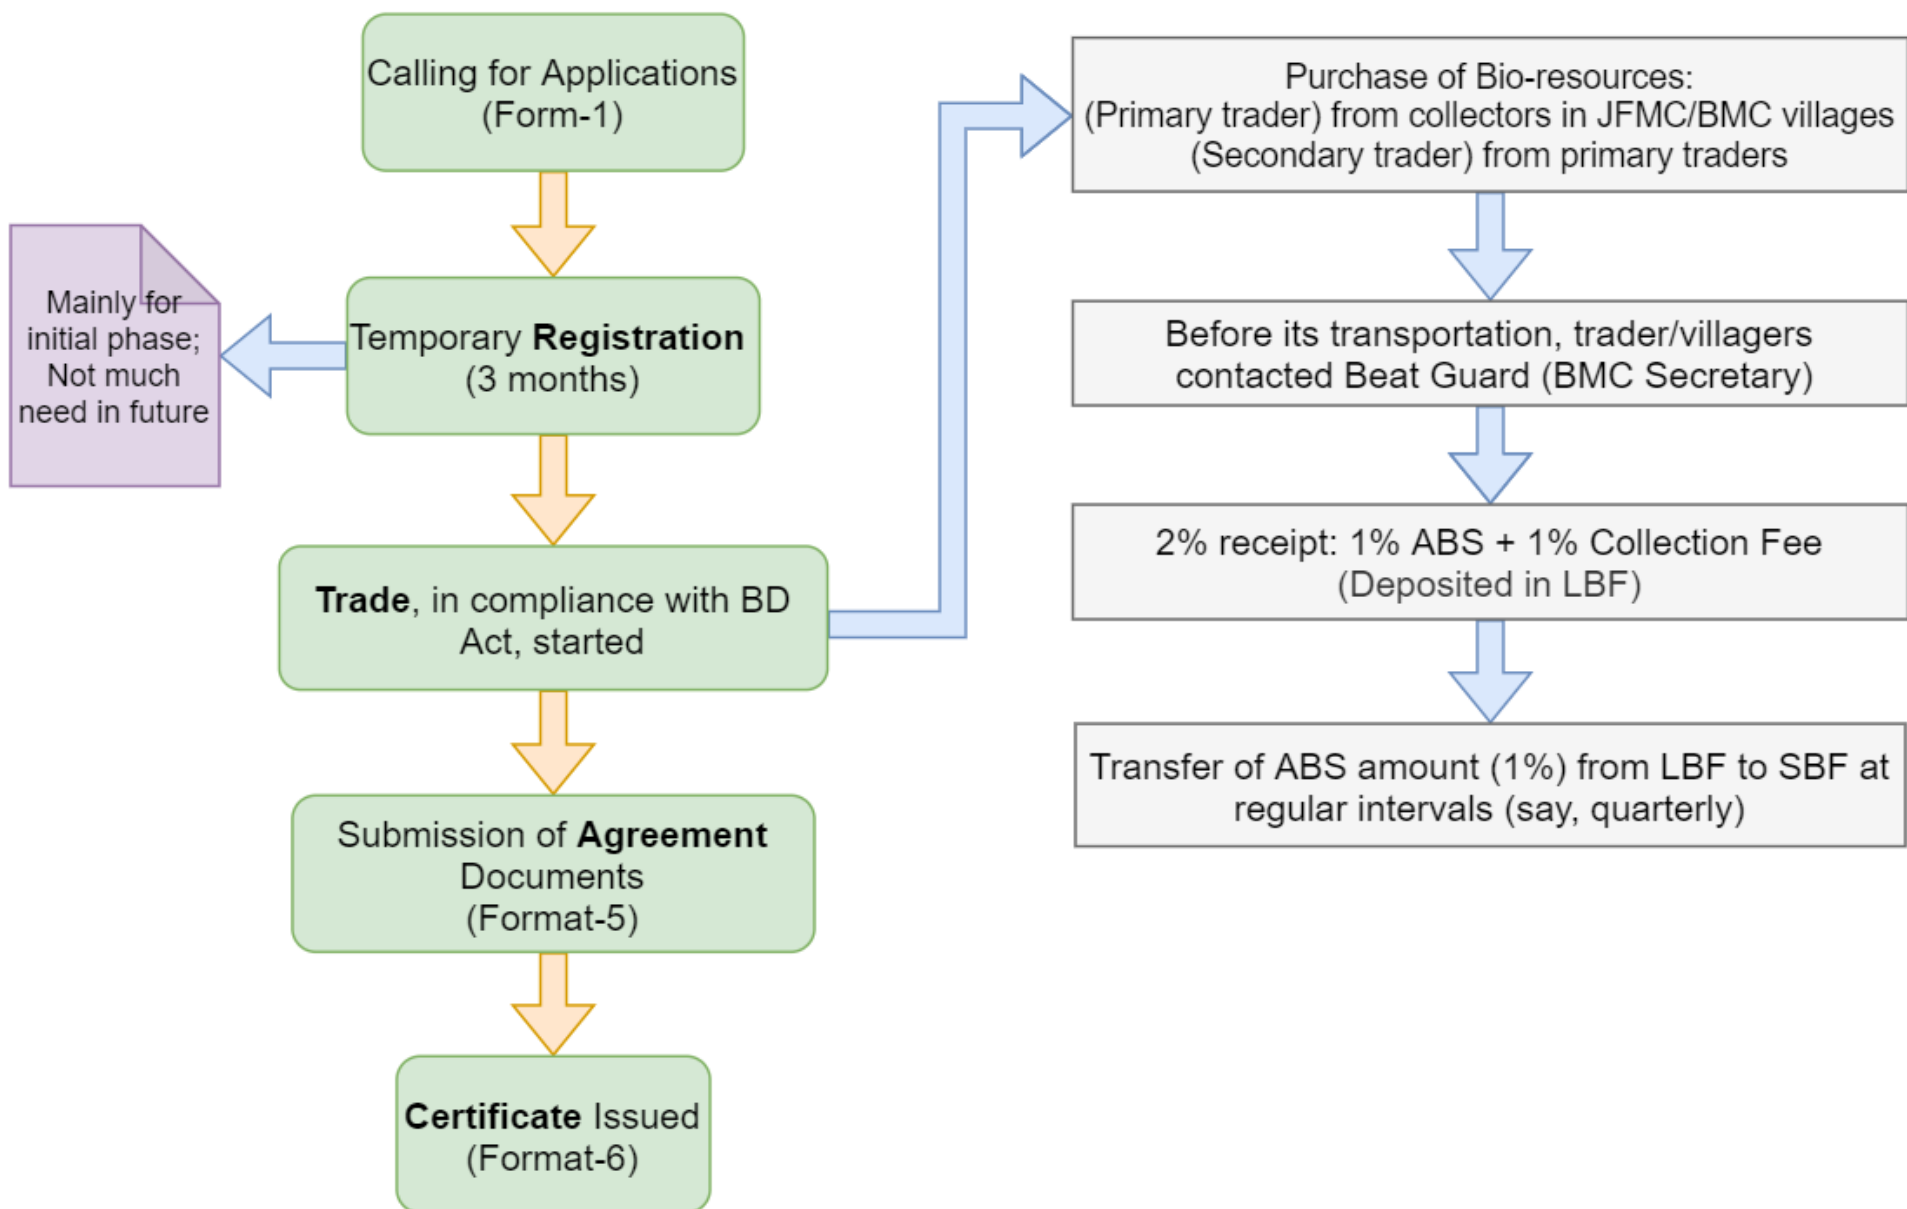 Calling for Applications
(Form-1)
Mainly for
initial phase;
Not much
need in future
Temporary Registration
(3 months)
Trade, in compliance with BD
Act, started
Submission of Agreement
Documents
(Format-5)
Certificate Issued
(Format-6)
Purchase of Bio-resources:
(Primary trader) from collectors in JFMC/BMC villages
(Secondary trader) from primary traders
Before its transportation, trader/villagers
contacted Beat Guard (BMC Secretary)
2% receipt: 1% ABS + 1% Collection Fee
(Deposited in LBF)
Transfer of ABS amount (1%) from LBF to SBF at
regular intervals (say, quarterly)